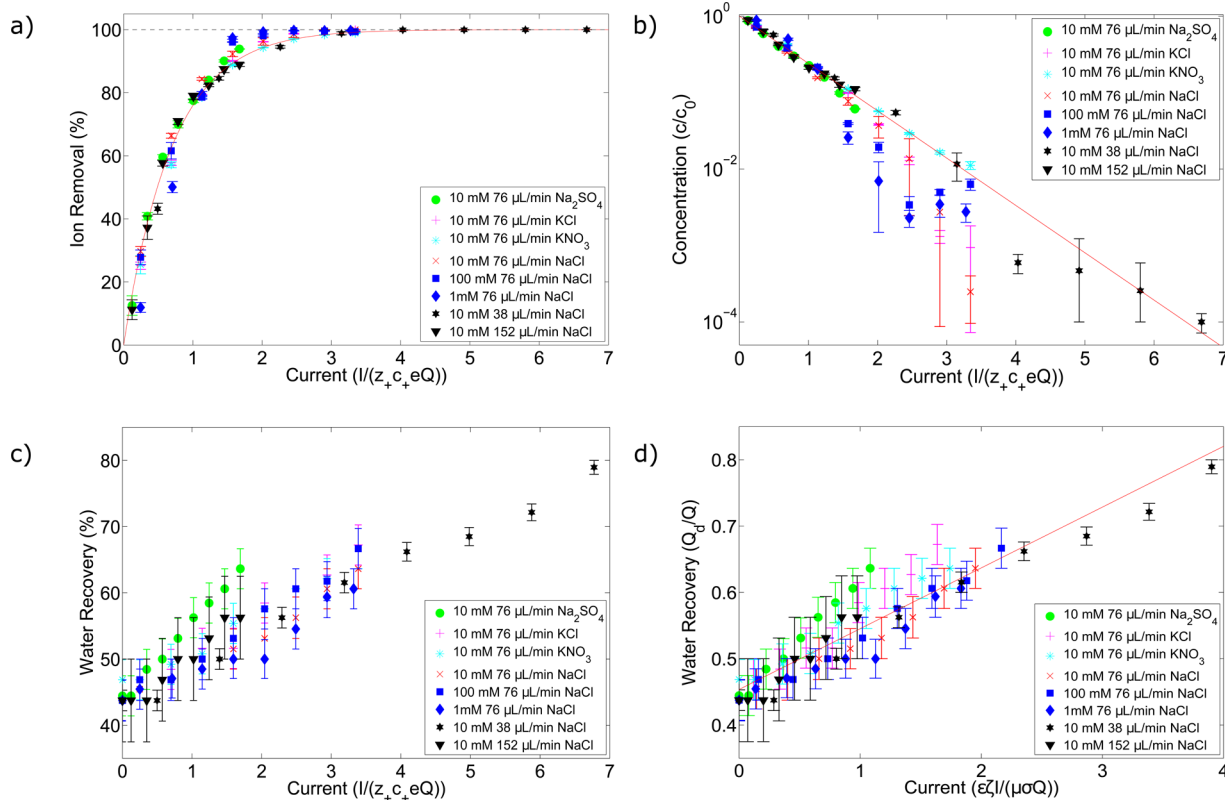 a)
Ion Removal (%)
100
80
60
40
20
0
0 1 2 3 4 5 6 7
Current (I/(z₊c₊eQ))
10 mM 76 µL/min Na₂SO₄
10 mM 76 µL/min KCl
10 mM 76 µL/min KNO₃
10 mM 76 µL/min NaCl
100 mM 76 µL/min NaCl
1mM 76 µL/min NaCl
10 mM 38 µL/min NaCl
10 mM 152 µL/min NaCl
b)
Concentration (c/c₀)
10⁰
10⁻²
10⁻⁴
0 1 2 3 4 5 6 7
Current (I/(z₊c₊eQ))
10 mM 76 µL/min Na₂SO₄
10 mM 76 µL/min KCl
10 mM 76 µL/min KNO₃
10 mM 76 µL/min NaCl
100 mM 76 µL/min NaCl
1mM 76 µL/min NaCl
10 mM 38 µL/min NaCl
10 mM 152 µL/min NaCl
c)
Water Recovery (%)
80
70
60
50
40
0 1 2 3 4 5 6 7
Current (I/(z₊c₊eQ))
10 mM 76 µL/min Na₂SO₄
10 mM 76 µL/min KCl
10 mM 76 µL/min KNO₃
10 mM 76 µL/min NaCl
100 mM 76 µL/min NaCl
1mM 76 µL/min NaCl
10 mM 38 µL/min NaCl
10 mM 152 µL/min NaCl
d)
Water Recovery (Q_d/Q)
0.8
0.7
0.6
0.5
0.4
0 1 2 3 4
Current (εζI/(µσQ))
10 mM 76 µL/min Na₂SO₄
10 mM 76 µL/min KCl
10 mM 76 µL/min KNO₃
10 mM 76 µL/min NaCl
100 mM 76 µL/min NaCl
1mM 76 µL/min NaCl
10 mM 38 µL/min NaCl
10 mM 152 µL/min NaCl